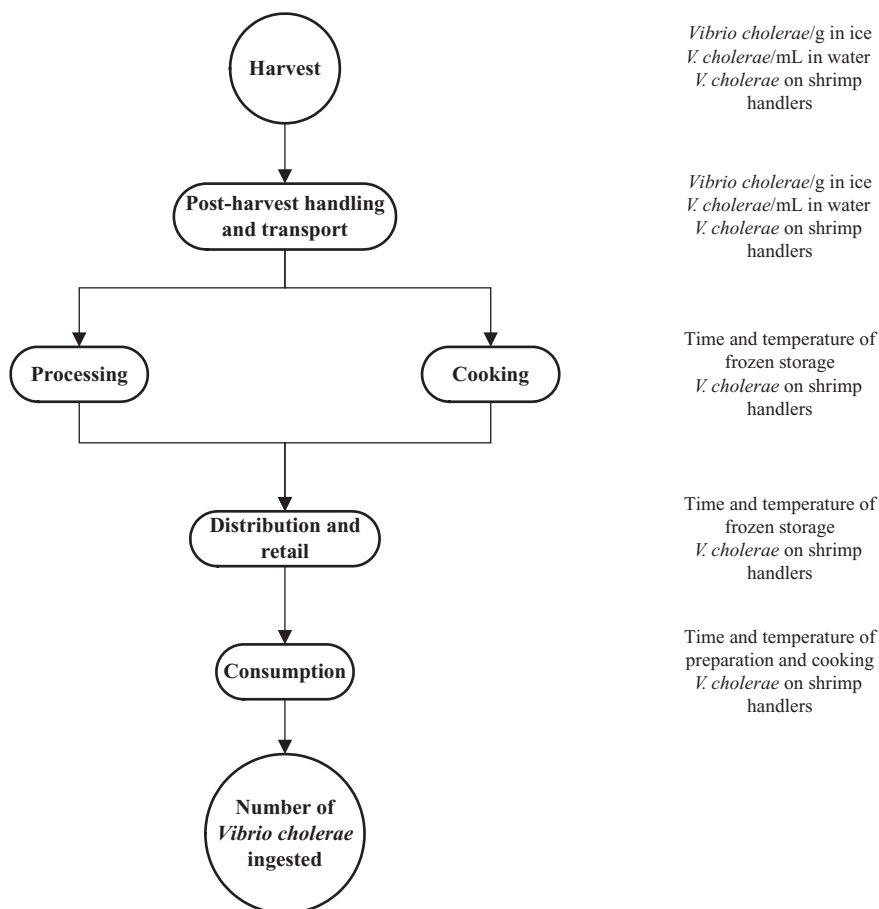 Harvest
Vibrio cholerae/g in ice
V. cholerae/mL in water
V. cholerae on shrimp
handlers
Post-harvest handling
and transport
Vibrio cholerae/g in ice
V. cholerae/mL in water
V. cholerae on shrimp
handlers
Processing
Cooking
Time and temperature of
frozen storage
V. cholerae on shrimp
handlers
Distribution and
retail
Time and temperature of
frozen storage
V. cholerae on shrimp
handlers
Consumption
Time and temperature of
preparation and cooking
V. cholerae on shrimp
handlers
Number of
Vibrio cholerae
ingested